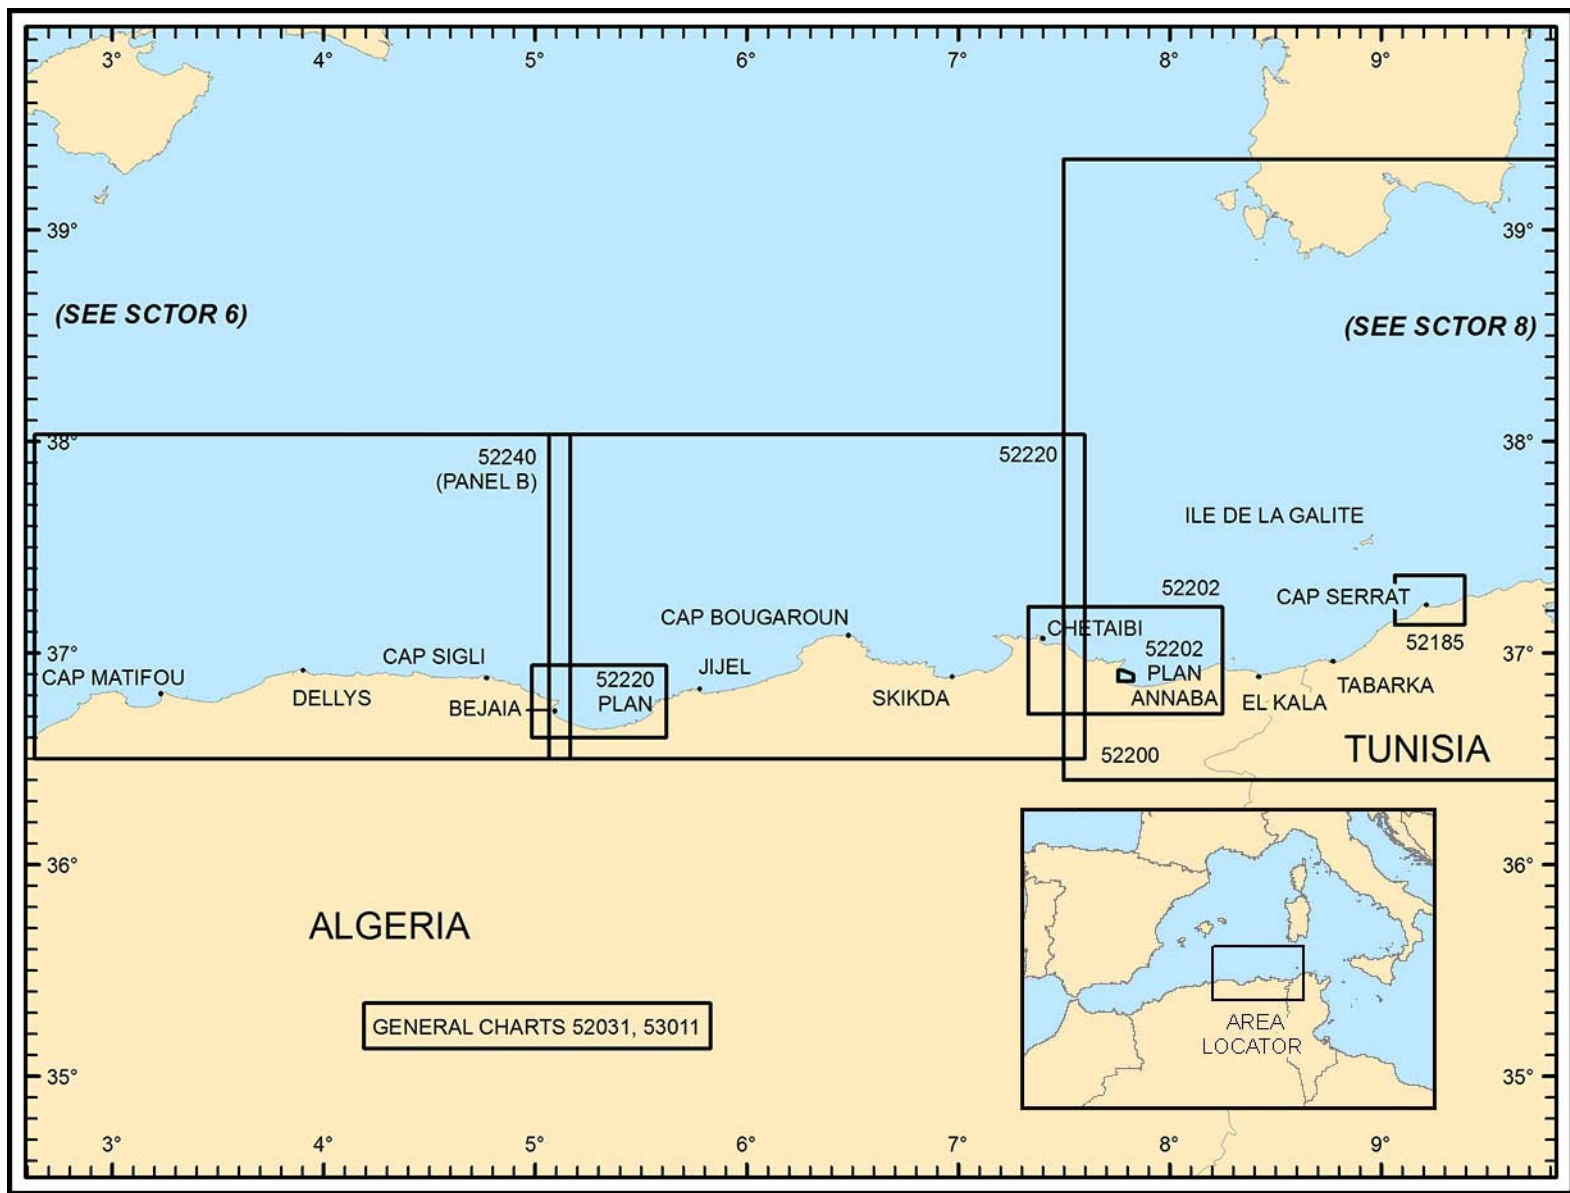 3° 4° 5° 6° 7° 8° 9°
39° 39°
(SEE SCTOR 6)
(SEE SCTOR 8)
38° 38°
52240
(PANEL B)
52220
ILE DE LA GALITE
52202
CAP SERRAT
52185
CAP BOUGAROUN
CHETAIBI
52202
PLAN
ANNABA
37° 37°
CAP MATIFOU
CAP SIGLI
DELLYS
BEJAIA
52220
PLAN
JIJEL
SKIKDA
EL KALA
TABARKA
52200
TUNISIA
36° 36°
ALGERIA
GENERAL CHARTS 52031, 53011
AREA
LOCATOR
35° 35°
3° 4° 5° 6° 7° 8° 9°